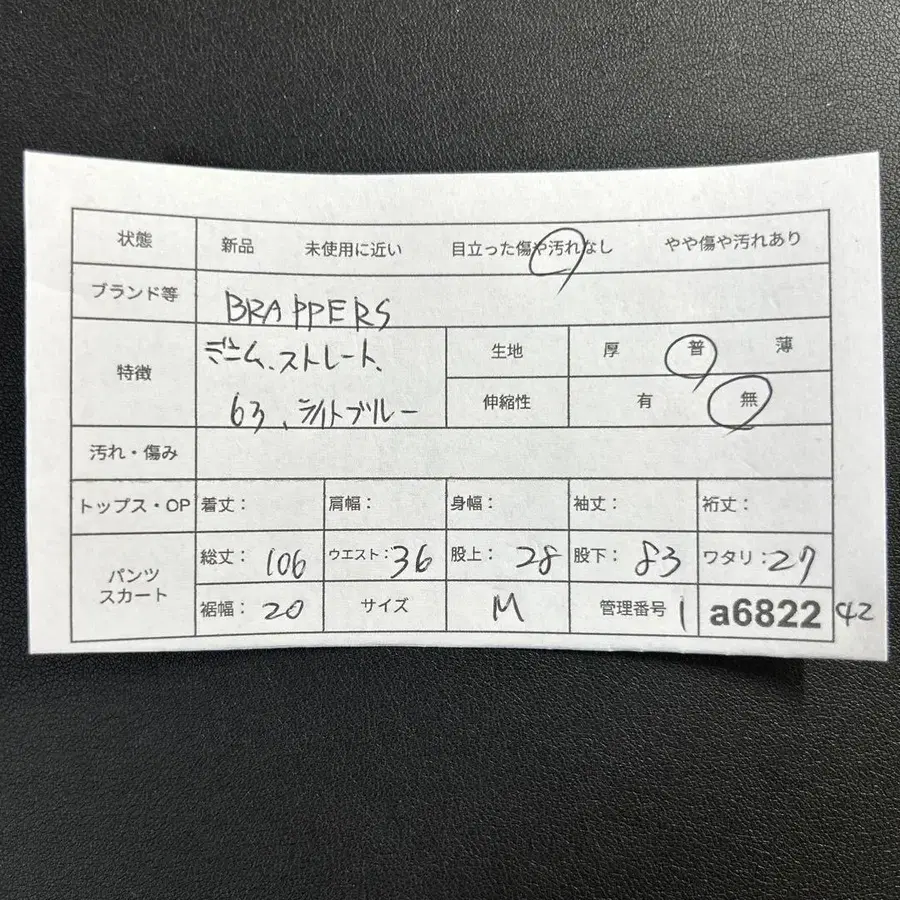 状態 新品 未使用に近い 目立った傷や汚れなし やや傷や汚れあり
ブランド等 BRAPPERS
特徴 デニム、ストレート、 生地 厚 普 薄
63、ライトブルー 伸縮性 有 無
汚れ・傷み
トップス・OP 着丈: 肩幅: 身幅: 袖丈: 裄丈:
パンツ スカート 総丈: 106 ウエスト: 36 股上: 28 股下: 83 ワタリ: 27
裾幅: 20 サイズ M 管理番号 1 a6822 42